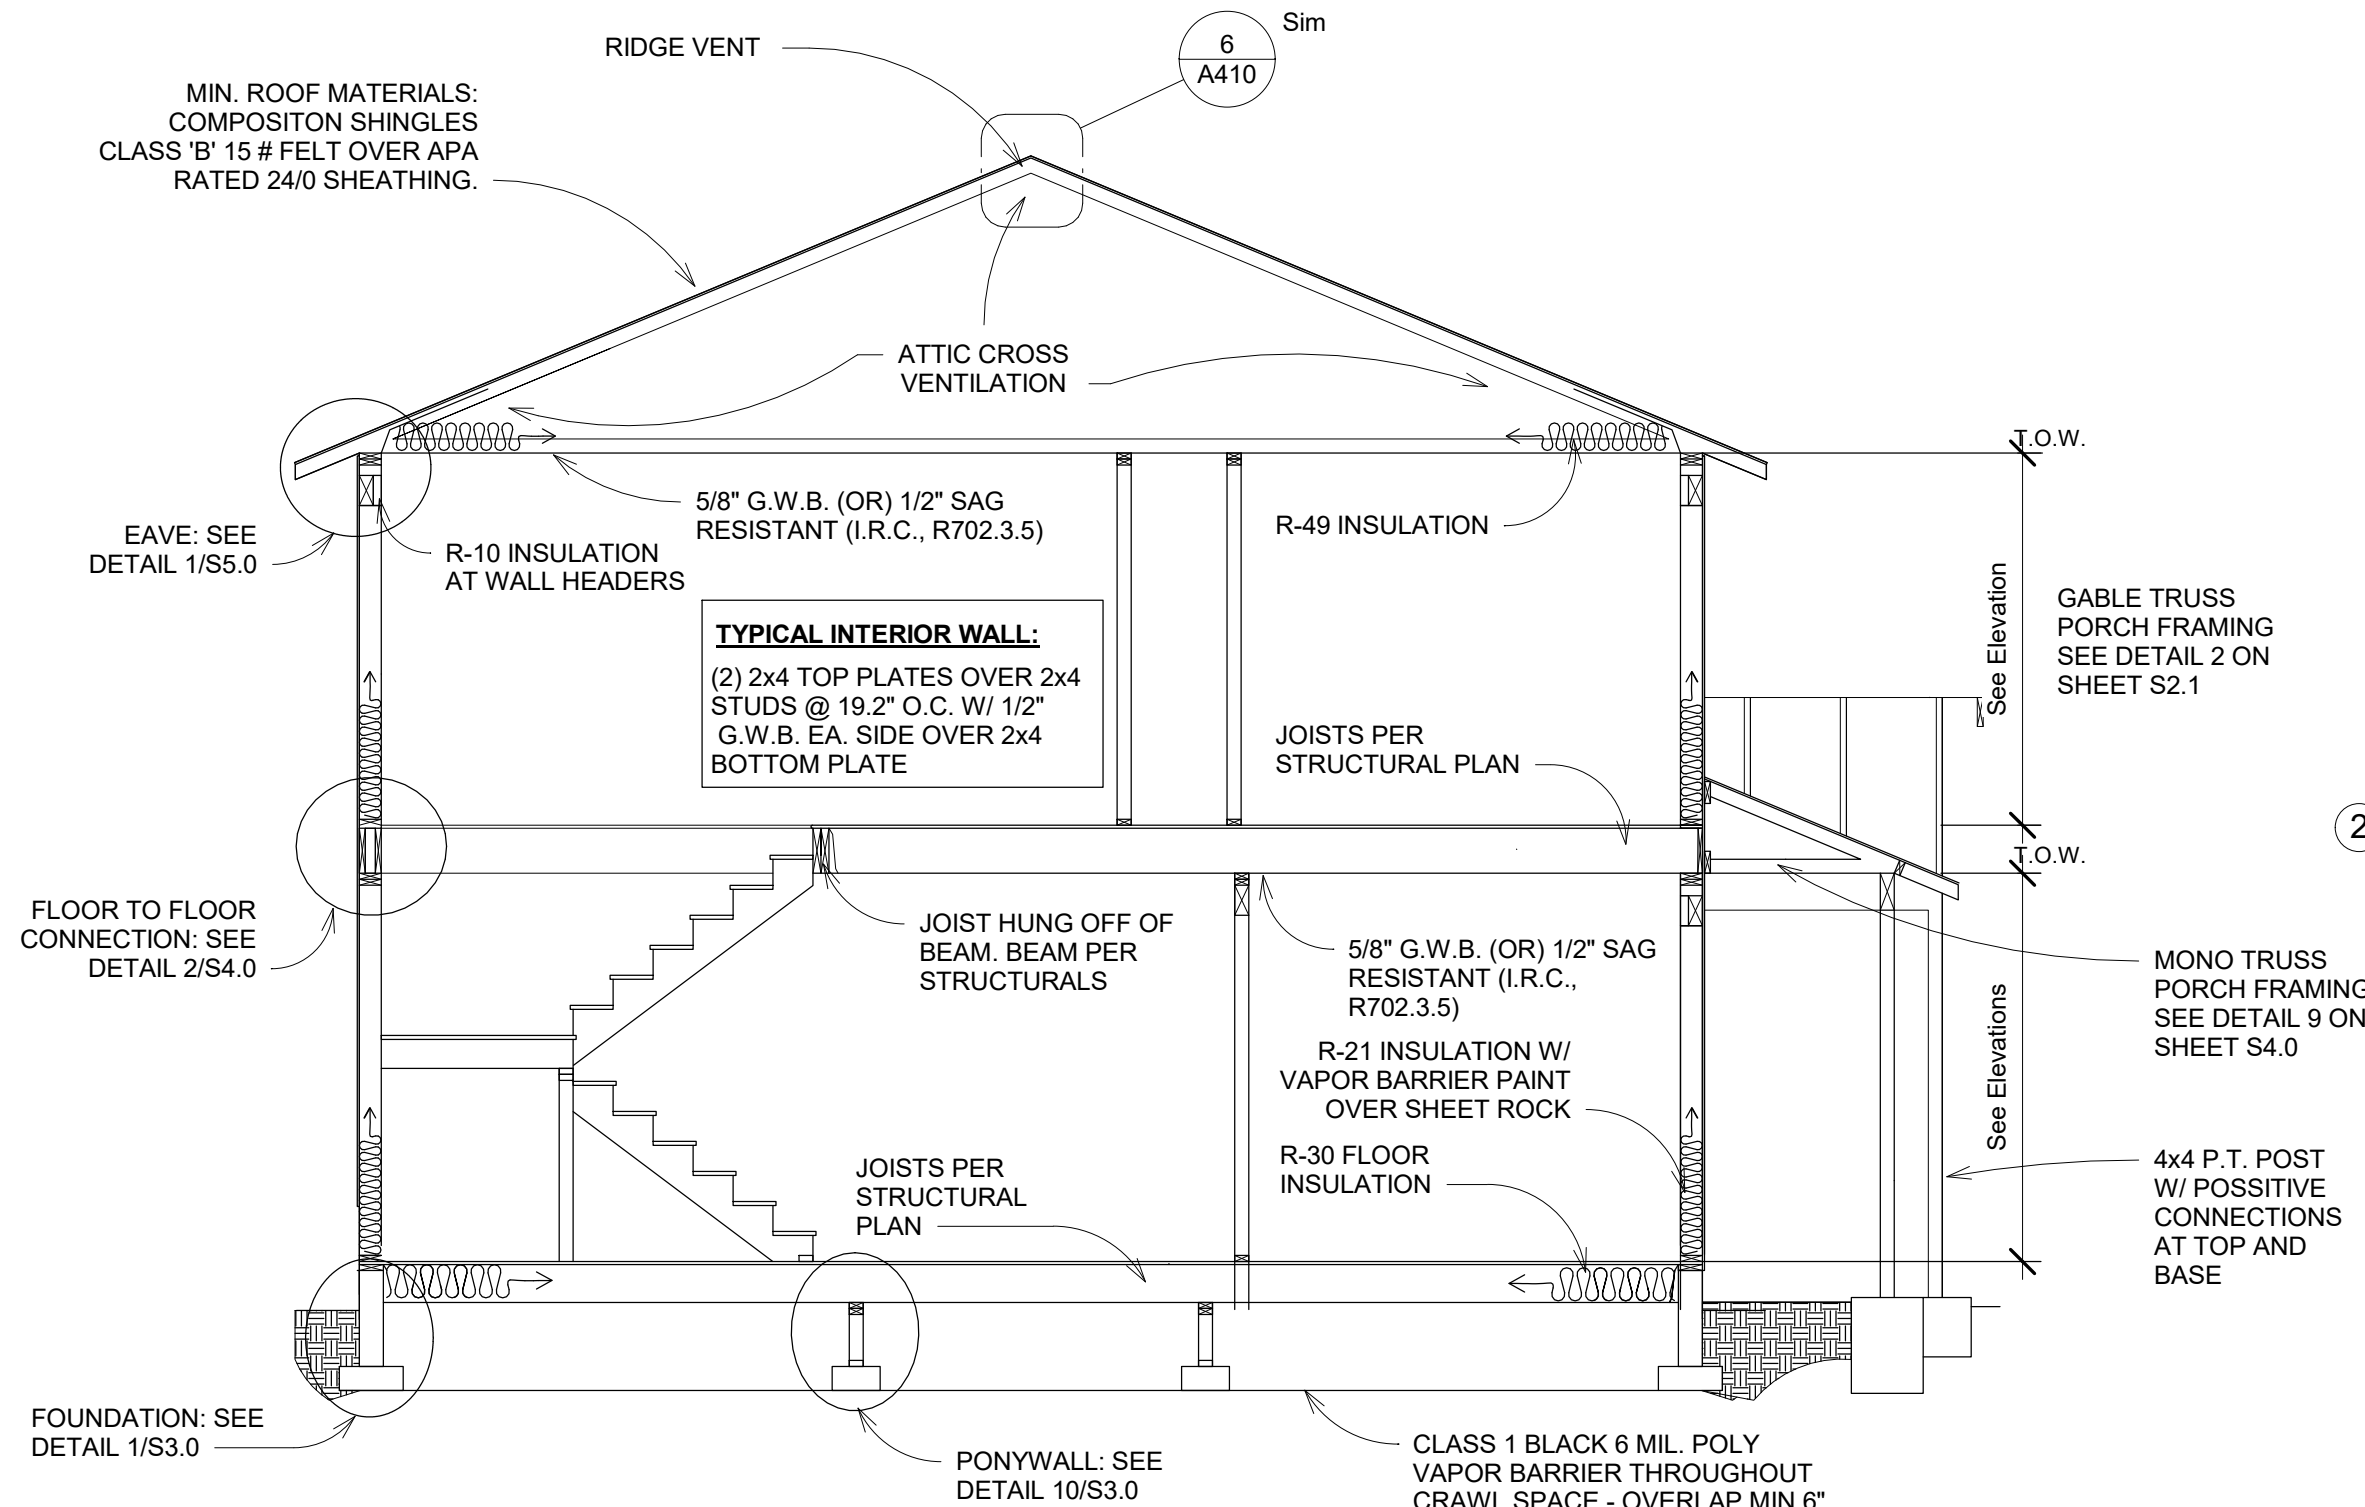 RIDGE VENT
6
A410
Sim
MIN. ROOF MATERIALS:
COMPOSITON SHINGLES
CLASS 'B' 15 # FELT OVER APA
RATED 24/0 SHEATHING.
ATTIC CROSS
VENTILATION
T.O.W.
5/8" G.W.B. (OR) 1/2" SAG
RESISTANT (I.R.C., R702.3.5)
R-49 INSULATION
EAVE: SEE
DETAIL 1/S5.0
R-10 INSULATION
AT WALL HEADERS
See Elevation
GABLE TRUSS
PORCH FRAMING
SEE DETAIL 2 ON
SHEET S2.1
TYPICAL INTERIOR WALL:
(2) 2x4 TOP PLATES OVER 2x4
STUDS @ 19.2" O.C. W/ 1/2"
G.W.B. EA. SIDE OVER 2x4
BOTTOM PLATE
JOISTS PER
STRUCTURAL PLAN
2
T.O.W.
FLOOR TO FLOOR
CONNECTION: SEE
DETAIL 2/S4.0
JOIST HUNG OFF OF
BEAM. BEAM PER
STRUCTURALS
5/8" G.W.B. (OR) 1/2" SAG
RESISTANT (I.R.C.,
R702.3.5)
MONO TRUSS
PORCH FRAMING
SEE DETAIL 9 ON
SHEET S4.0
See Elevations
R-21 INSULATION W/
VAPOR BARRIER PAINT
OVER SHEET ROCK
R-30 FLOOR
INSULATION
JOISTS PER
STRUCTURAL
PLAN
4x4 P.T. POST
W/ POSSITIVE
CONNECTIONS
AT TOP AND
BASE
FOUNDATION: SEE
DETAIL 1/S3.0
PONYWALL: SEE
DETAIL 10/S3.0
CLASS 1 BLACK 6 MIL. POLY
VAPOR BARRIER THROUGHOUT
CRAWL SPACE - OVERLAP MIN 6"